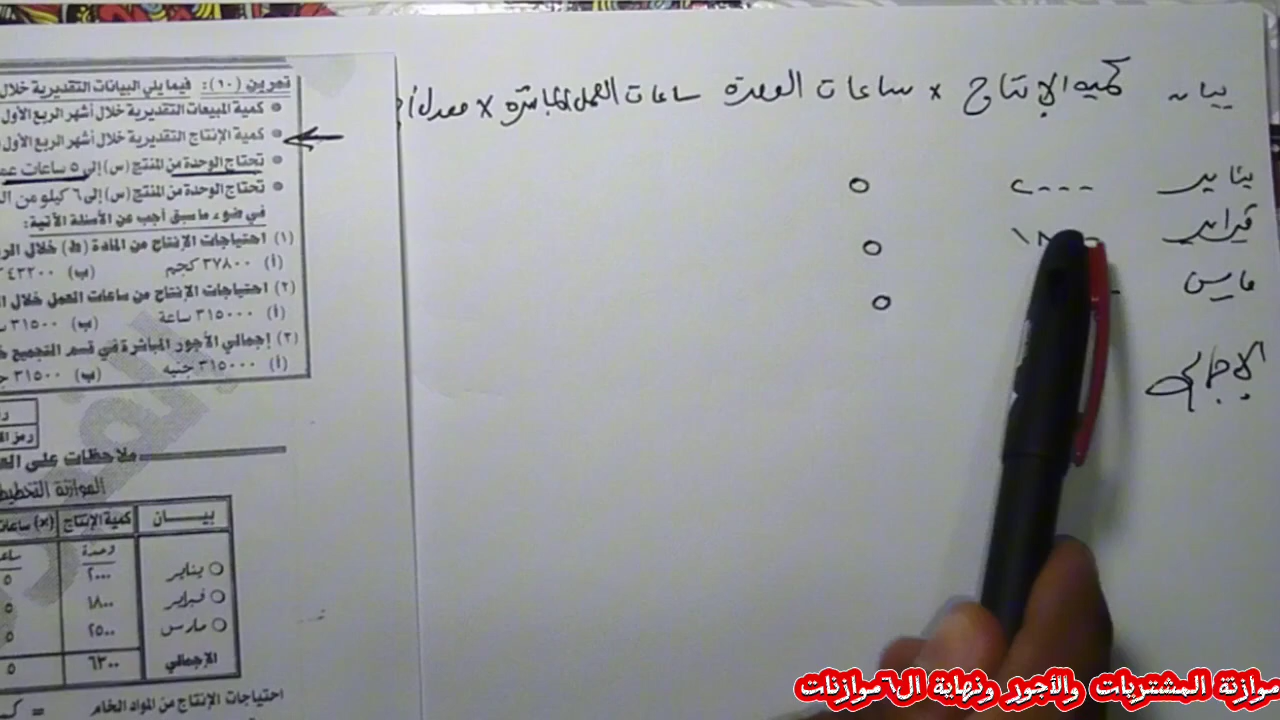 بيان كمية الإنتاج × ساعات الوحدة ساعات العمل المباشرة × معدل
يناير ٢٠٠٠ ٥
فبراير ١٨ ٥
مارس ٥
الإجمالي
تمرين (١٠): فيما يلي البيانات التقديرية خلال
• كمية المبيعات التقديرية خلال أشهر الربع الأول
• كمية الإنتاج التقديرية خلال أشهر الربع الأول
• تحتاج الوحدة من المنتج (س) إلى ٥ ساعات
• تحتاج الوحدة من المنتج (س) إلى ٦ كيلو من
في ضوء ما سبق أجب عن الأسئلة الآتية:
(١) احتياجات الإنتاج من المادة (ط) خلال
(أ) ٣٧٨٠٠ كجم (ب) ٤٣٢٠٠
(٢) احتياجات الإنتاج من ساعات العمل خلال
(أ) ٣١٥٠٠٠ ساعة (ب) ٣١٥٠٠
(٣) إجمالي الأجور المباشرة في قسم التجميع
(أ) ٣١٥٠٠٠ جنيه (ب) ٣١٥٠٠
ملاحظات على
الموازنة
بيـــان كمية الإنتاج (×) ساعات
وحدة
يناير ٢٠٠٠ ٥
فبراير ١٨٠٠ ٥
مارس ٢٥٠٠ ٥
الإجمالي ٦٣٠٠ ٥
احتياجات الإنتاج من المواد الخام =
موازنة المشتريات والأجور ونهاية ال٦موازنات